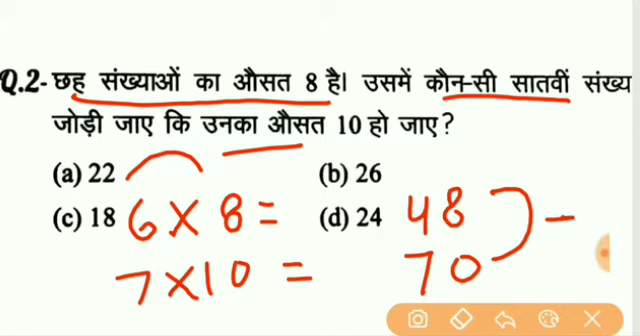 Q.2- छह संख्याओं का औसत 8 है। उसमें कौन-सी सातवीं संख्य
जोड़ी जाए कि उनका औसत 10 हो जाए?
(a) 22 (b) 26
(c) 18 (d) 24
6 × 8 = 48
7 × 10 = 70
-